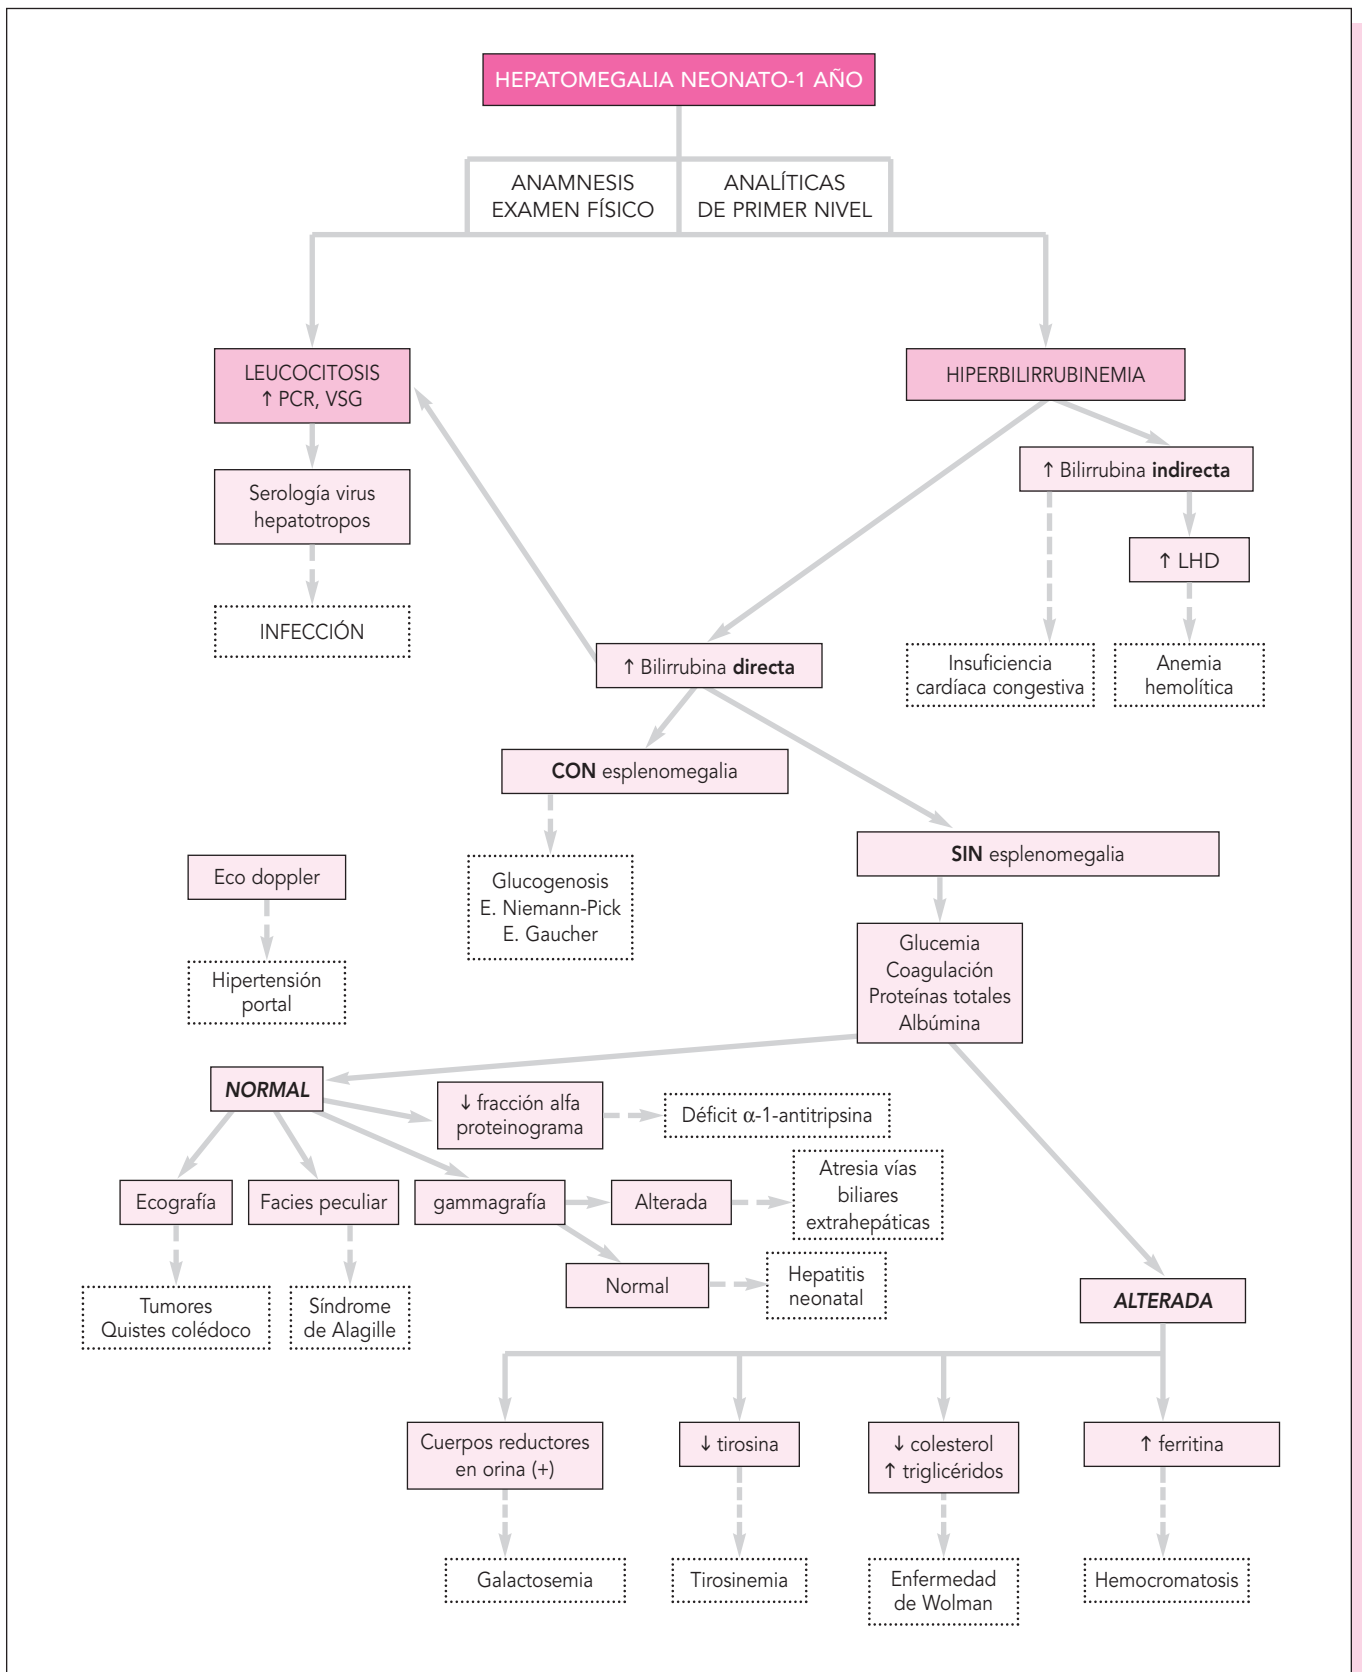 HEPATOMEGALIA NEONATO-1 AÑO
ANAMNESIS
EXAMEN FÍSICO
ANALÍTICAS
DE PRIMER NIVEL
LEUCOCITOSIS
↑ PCR, VSG
HIPERBILIRRUBINEMIA
↑ Bilirrubina indirecta
Serología virus
hepatotropos
↑ LHD
INFECCIÓN
↑ Bilirrubina directa
Insuficiencia
cardíaca congestiva
Anemia
hemolítica
CON esplenomegalia
SIN esplenomegalia
Eco doppler
Glucogenosis
E. Niemann-Pick
E. Gaucher
Hipertensión
portal
Glucemia
Coagulación
Proteínas totales
Albúmina
NORMAL
↓ fracción alfa
proteinograma
Déficit α-1-antitripsina
Ecografía
Facies peculiar
gammagrafía
Alterada
Atresia vías
biliares
extrahepáticas
Normal
Hepatitis
neonatal
Tumores
Quistes colédoco
Síndrome
de Alagille
ALTERADA
Cuerpos reductores
en orina (+)
↓ tirosina
↓ colesterol
↑ triglicéridos
↑ ferritina
Galactosemia
Tirosinemia
Enfermedad
de Wolman
Hemocromatosis